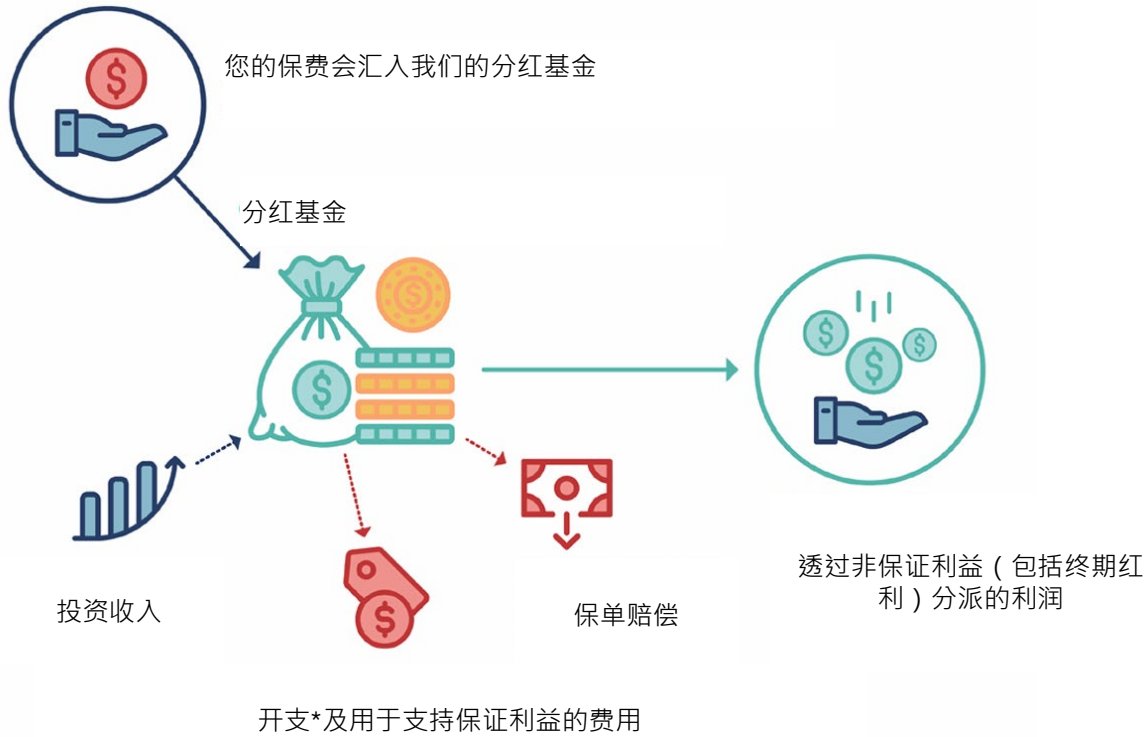 您的保费会汇入我们的分红基金
分红基金
投资收入
保单赔偿
透过非保证利益（包括终期红
利）分派的利润
开支*及用于支持保证利益的费用